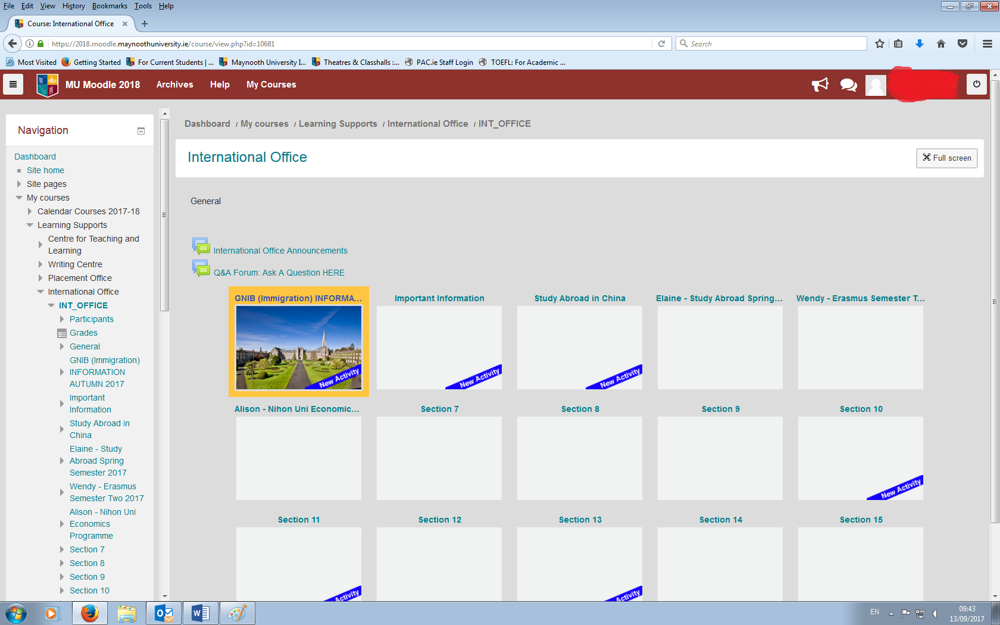 File Edit View History Bookmarks Tools Help
Course: International Office
https://2018.moodle.maynoothuniversity.ie/course/view.php?id=10681
Search
Most Visited Getting Started For Current Students | ... Maynooth University I... Theatres & Classhalls :... PAC.ie Staff Login TOEFL: For Academic ...
MU Moodle 2018 Archives Help My Courses
Navigation
Dashboard
Site home
Site pages
My courses
Calendar Courses 2017-18
Learning Supports
Centre for Teaching and
Learning
Writing Centre
Placement Office
International Office
INT_OFFICE
Participants
Grades
General
GNIB (Immigration)
INFORMATION
AUTUMN 2017
Important
Information
Study Abroad in
China
Elaine - Study
Abroad Spring
Semester 2017
Wendy - Erasmus
Semester Two 2017
Alison - Nihon Uni
Economics
Programme
Section 7
Section 8
Section 9
Section 10
Dashboard / My courses / Learning Supports / International Office / INT_OFFICE
International Office
Full screen
General
International Office Announcements
Q&A Forum: Ask A Question HERE
GNIB (Immigration) INFORMA... Important Information Study Abroad in China Elaine - Study Abroad Spring... Wendy - Erasmus Semester T...
New Activity New Activity New Activity
Alison - Nihon Uni Economic... Section 7 Section 8 Section 9 Section 10
New Activity
Section 11 Section 12 Section 13 Section 14 Section 15
Activity Activity
EN
09:43
13/09/2017